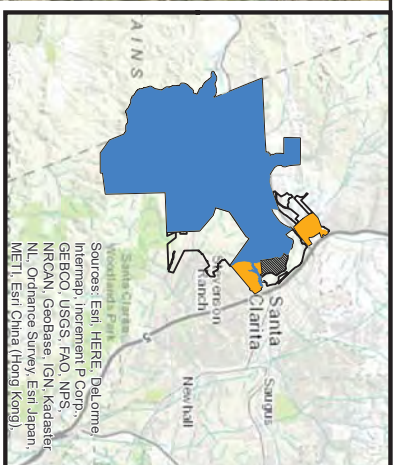 AINS
Santa
Clarita
Saugus
Stevenson
Ranch
Newhall
Santa Clarita
Woodlands Park
5
Sources: Esri, HERE, DeLorme,
Intermap, increment P Corp.,
GEBCO, USGS, FAO, NPS,
NRCAN, GeoBase, IGN, Kadaster
NL, Ordnance Survey, Esri Japan,
METI, Esri China (Hong Kong),